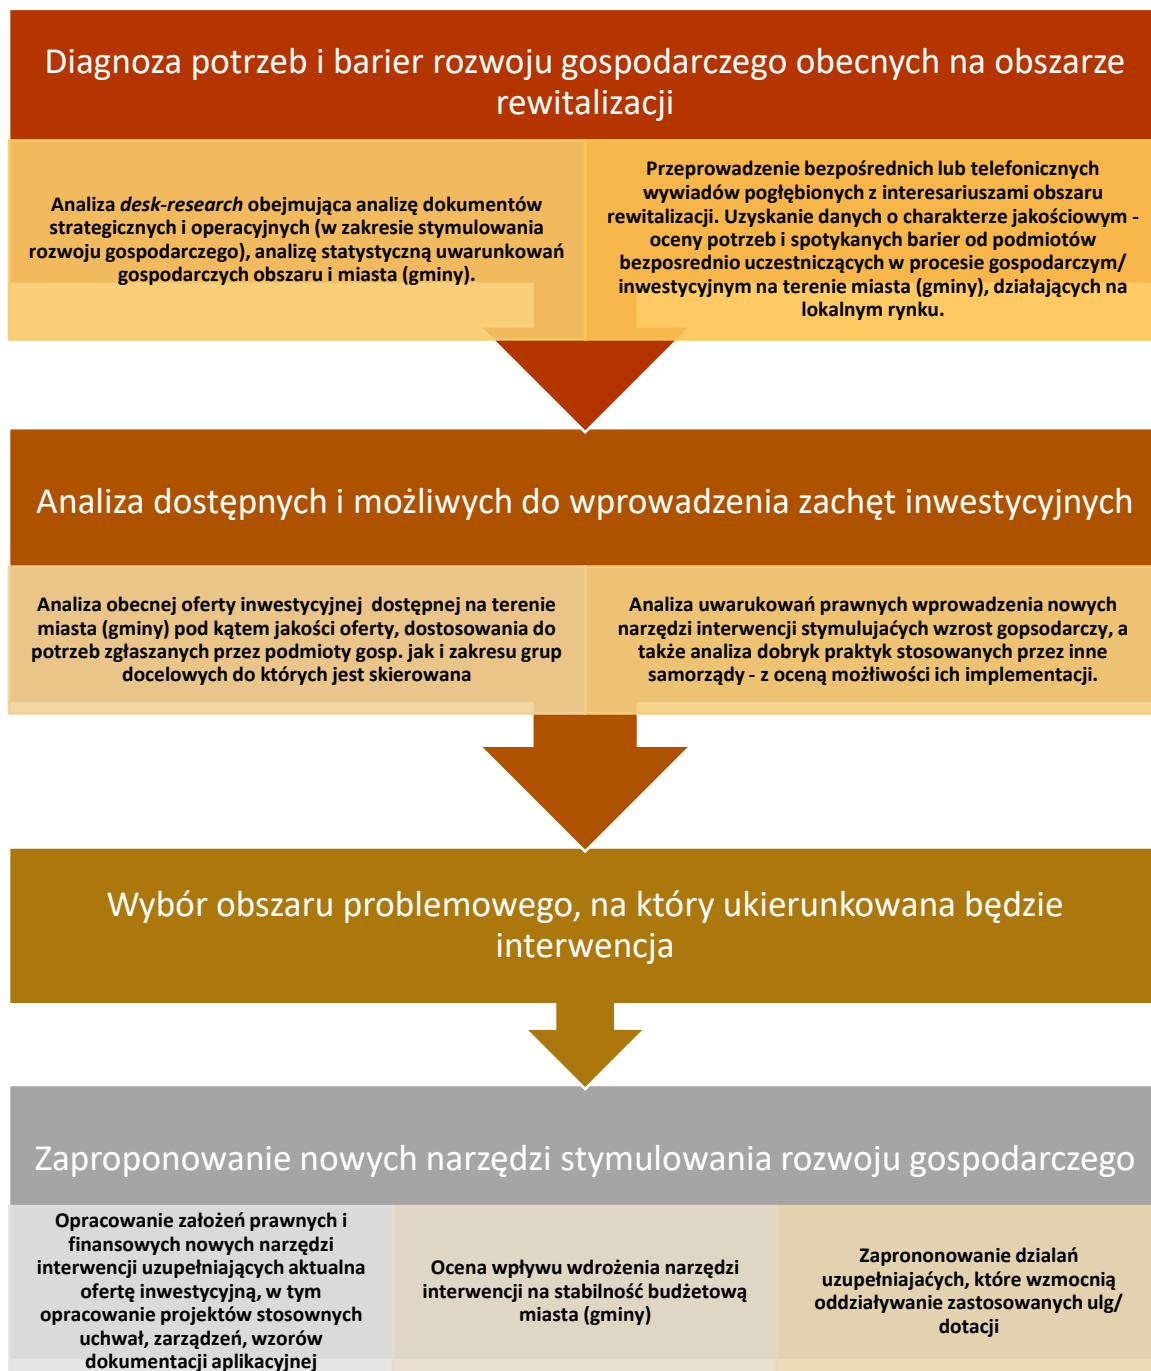 Diagnoza potrzeb i barier rozwoju gospodarczego obecnych na obszarze
rewitalizacji
Analiza desk-research obejmująca analizę dokumentów
strategicznych i operacyjnych (w zakresie stymulowania
rozwoju gospodarczego), analizę statystyczną uwarunkowań
gospodarczych obszaru i miasta (gminy).
Przeprowadzenie bezpośrednich lub telefonicznych
wywiadów pogłębionych z interesariuszami obszaru
rewitalizacji. Uzyskanie danych o charakterze jakościowym -
oceny potrzeb i spotykanych barier od podmiotów
bezposrednio uczestniczących w procesie gospodarczym/
inwestycyjnym na terenie miasta (gminy), działających na
lokalnym rynku.
Analiza dostępnych i możliwych do wprowadzenia zachęt inwestycyjnych
Analiza obecnej oferty inwestycyjnej dostępnej na terenie
miasta (gminy) pod kątem jakości oferty, dostosowania do
potrzeb zgłaszanych przez podmioty gosp. jak i zakresu grup
docelowych do których jest skierowana
Analiza uwarukowań prawnych wprowadzenia nowych
narzędzi interwencji stymulujaćych wzrost gopsodarczy, a
także analiza dobryk praktyk stosowanych przez inne
samorządy - z oceną możliwości ich implementacji.
Wybór obszaru problemowego, na który ukierunkowana będzie
interwencja
Zaproponowanie nowych narzędzi stymulowania rozwoju gospodarczego
Opracowanie założeń prawnych i
finansowych nowych narzędzi
interwencji uzupełniających aktualna
ofertę inwestycyjną, w tym
opracowanie projektów stosownych
uchwał, zarządzeń, wzorów
dokumentacji aplikacyjnej
Ocena wpływu wdrożenia narzędzi
interwencji na stabilność budżetową
miasta (gminy)
Zaprononowanie dzialań
uzupełniajaćych, które wzmocnią
oddziaływanie zastosowanych ulg/
dotacji